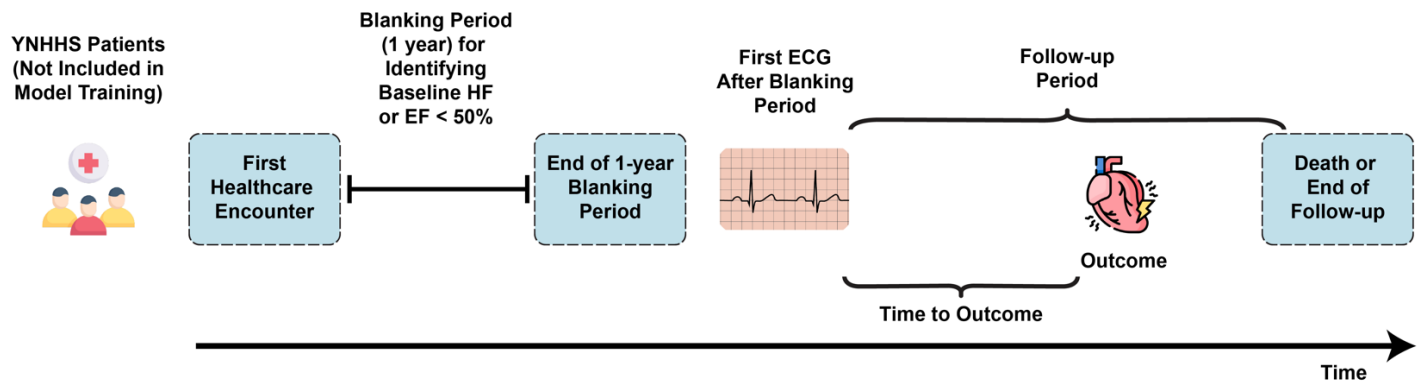 YNHHS Patients
(Not Included in
Model Training)
Blanking Period
(1 year) for
Identifying
Baseline HF
or EF < 50%
First ECG
After Blanking
Period
Follow-up
Period
First
Healthcare
Encounter
End of 1-year
Blanking
Period
Death or
End of
Follow-up
Outcome
Time to Outcome
Time